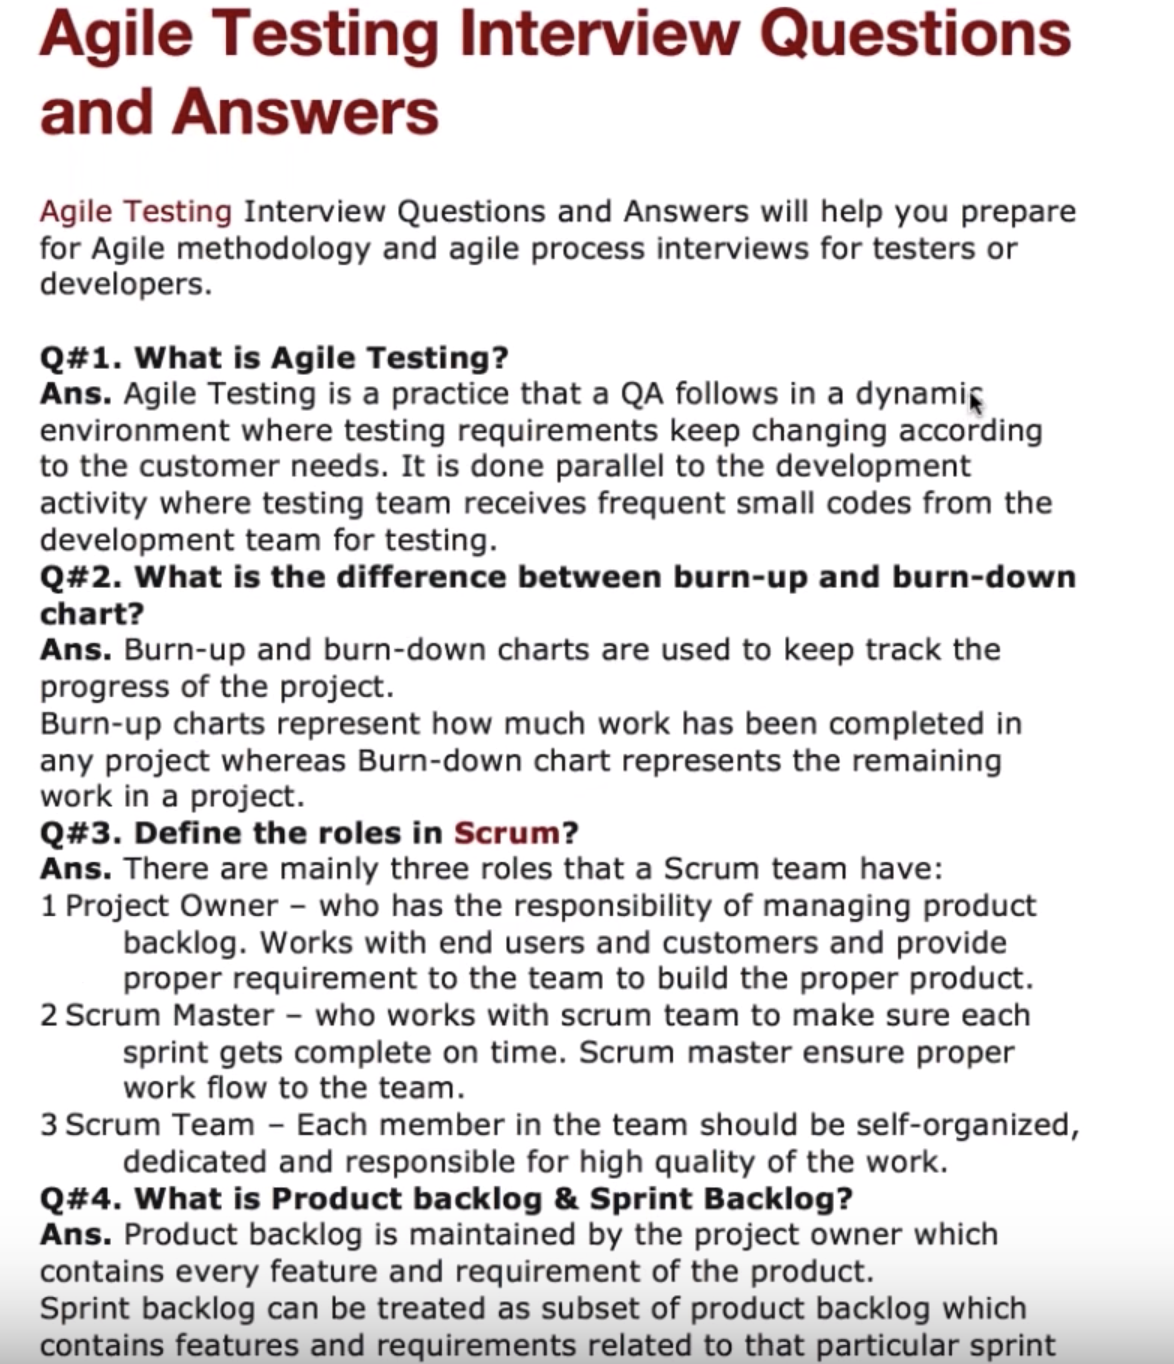 Agile Testing Interview Questions
and Answers
Agile Testing Interview Questions and Answers will help you prepare
for Agile methodology and agile process interviews for testers or
developers.
Q#1. What is Agile Testing?
Ans. Agile Testing is a practice that a QA follows in a dynamic
environment where testing requirements keep changing according
to the customer needs. It is done parallel to the development
activity where testing team receives frequent small codes from the
development team for testing.
Q#2. What is the difference between burn-up and burn-down
chart?
Ans. Burn-up and burn-down charts are used to keep track the
progress of the project.
Burn-up charts represent how much work has been completed in
any project whereas Burn-down chart represents the remaining
work in a project.
Q#3. Define the roles in Scrum?
Ans. There are mainly three roles that a Scrum team have:
1 Project Owner – who has the responsibility of managing product
backlog. Works with end users and customers and provide
proper requirement to the team to build the proper product.
2 Scrum Master – who works with scrum team to make sure each
sprint gets complete on time. Scrum master ensure proper
work flow to the team.
3 Scrum Team – Each member in the team should be self-organized,
dedicated and responsible for high quality of the work.
Q#4. What is Product backlog & Sprint Backlog?
Ans. Product backlog is maintained by the project owner which
contains every feature and requirement of the product.
Sprint backlog can be treated as subset of product backlog which
contains features and requirements related to that particular sprint